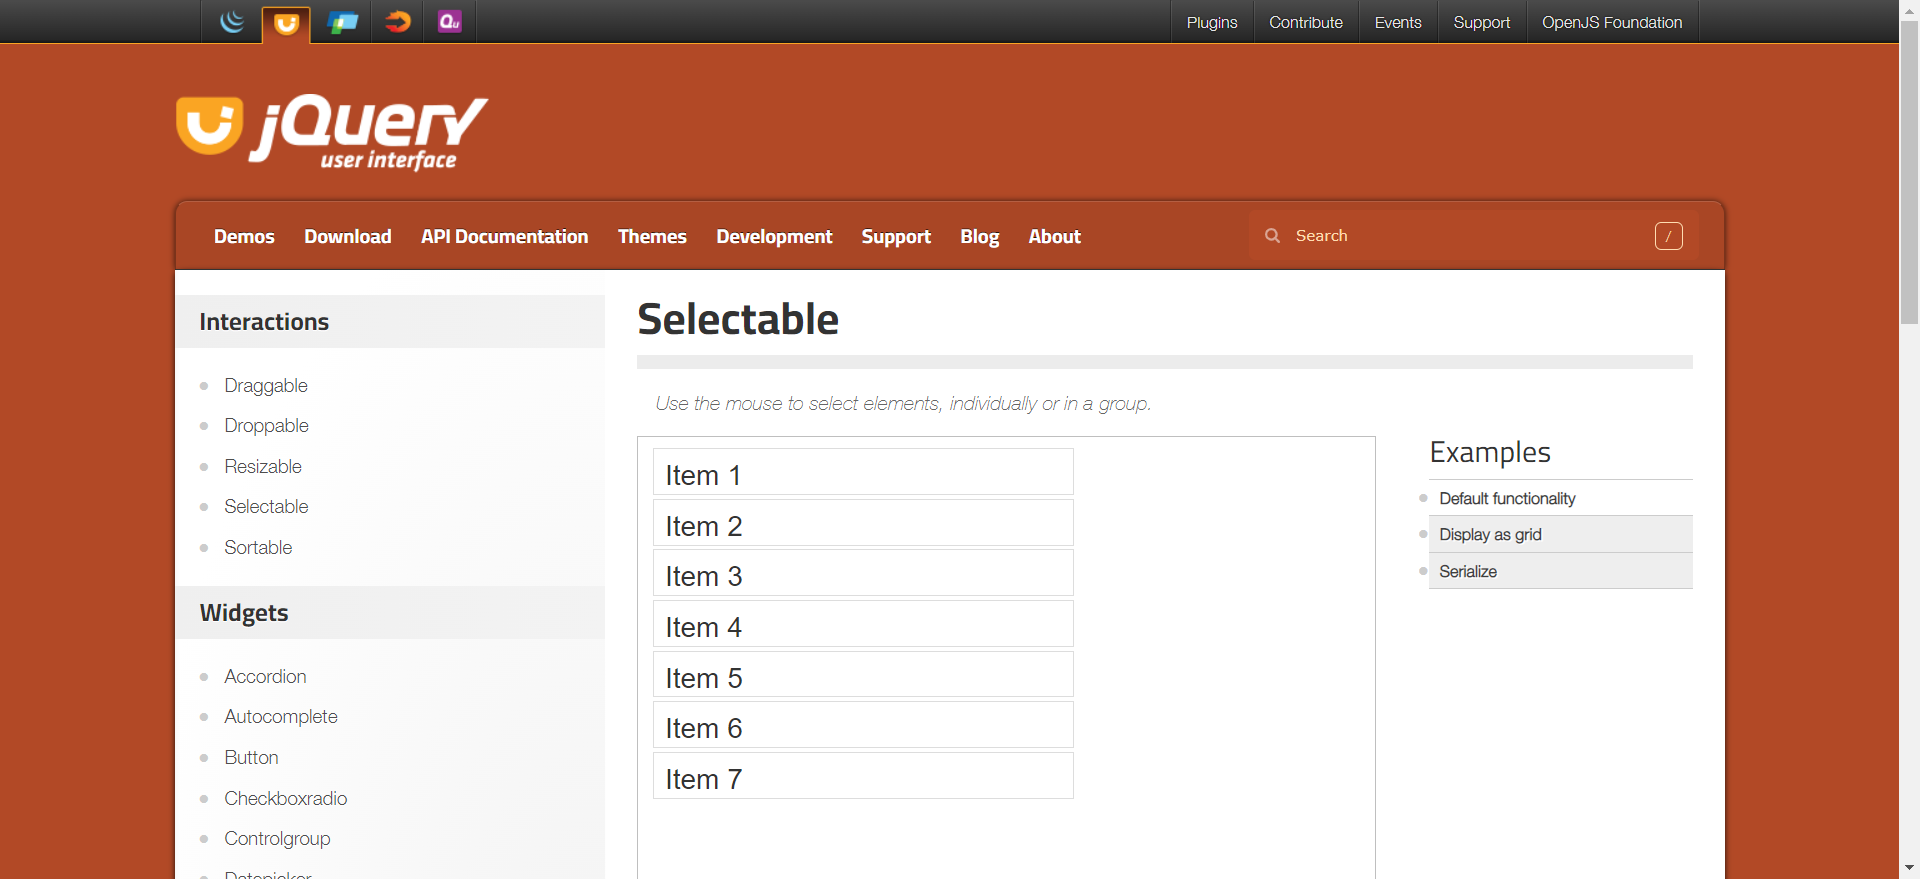 Qu
Plugins
Contribute
Events
Support
OpenJS Foundation
jQuery
user interface
Demos
Download
API Documentation
Themes
Development
Support
Blog
About
Search
/
Interactions
Draggable
Droppable
Resizable
Selectable
Sortable
Widgets
Accordion
Autocomplete
Button
Checkboxradio
Controlgroup
Datepicker
Selectable
Use the mouse to select elements, individually or in a group.
Item 1
Item 2
Item 3
Item 4
Item 5
Item 6
Item 7
Examples
Default functionality
Display as grid
Serialize